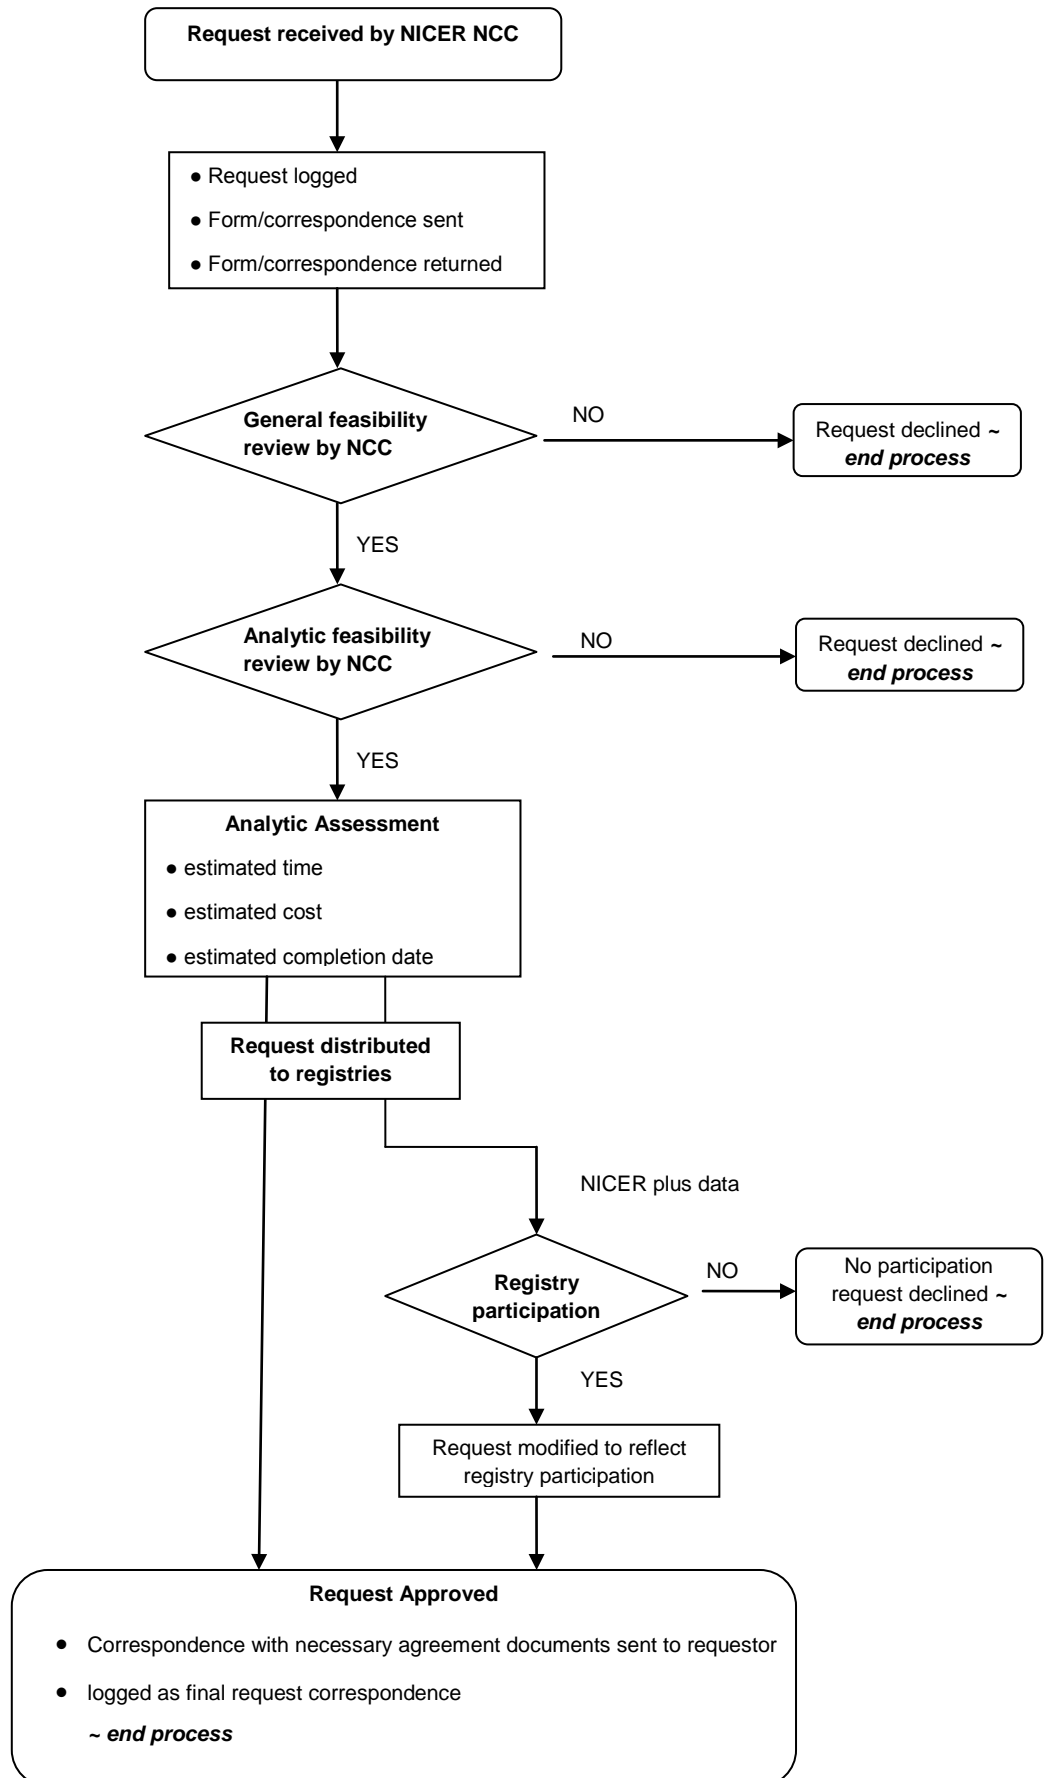 Request received by NICER NCC
● Request logged
● Form/correspondence sent
● Form/correspondence returned
General feasibility
review by NCC
NO
Request declined ~
end process
YES
Analytic feasibility
review by NCC
NO
Request declined ~
end process
YES
Analytic Assessment
● estimated time
● estimated cost
● estimated completion date
Request distributed
to registries
NICER plus data
Registry
participation
NO
No participation
request declined ~
end process
YES
Request modified to reflect
registry participation
Request Approved
● Correspondence with necessary agreement documents sent to requestor
● logged as final request correspondence
~ end process